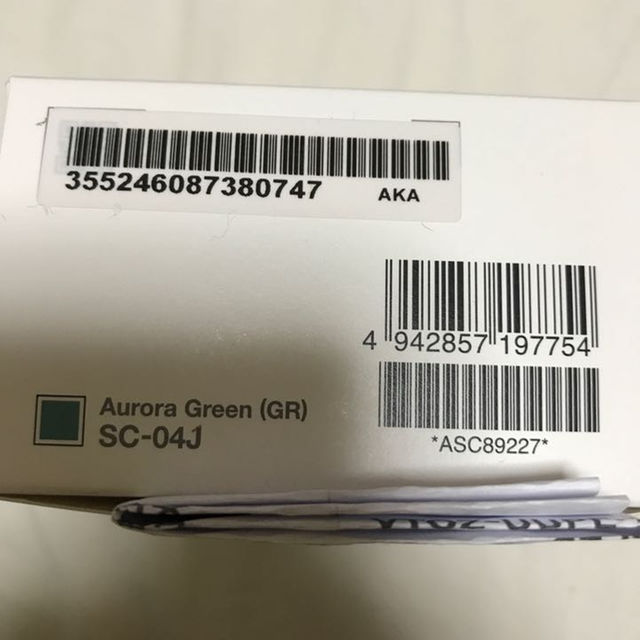 355246087380747 AKA
4 942857 197754
*ASC89227*
Aurora Green (GR)
SC-04J